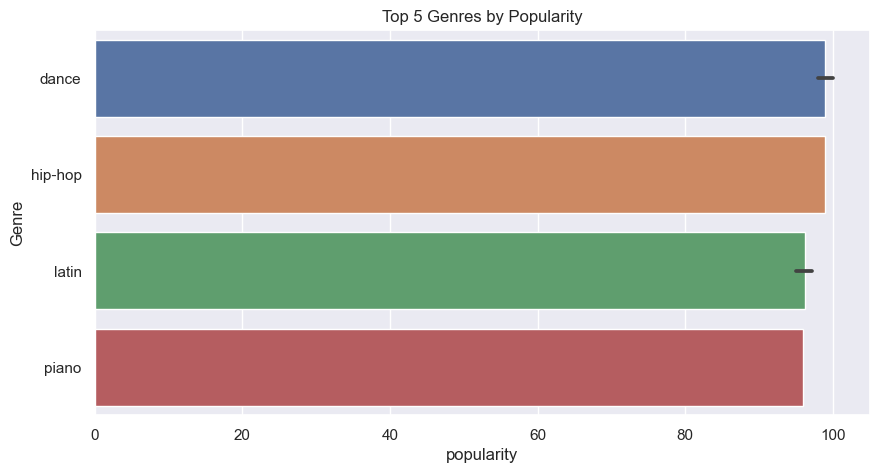 Top 5 Genres by Popularity
dance
hip-hop
latin
piano
Genre
0 20 40 60 80 100
popularity